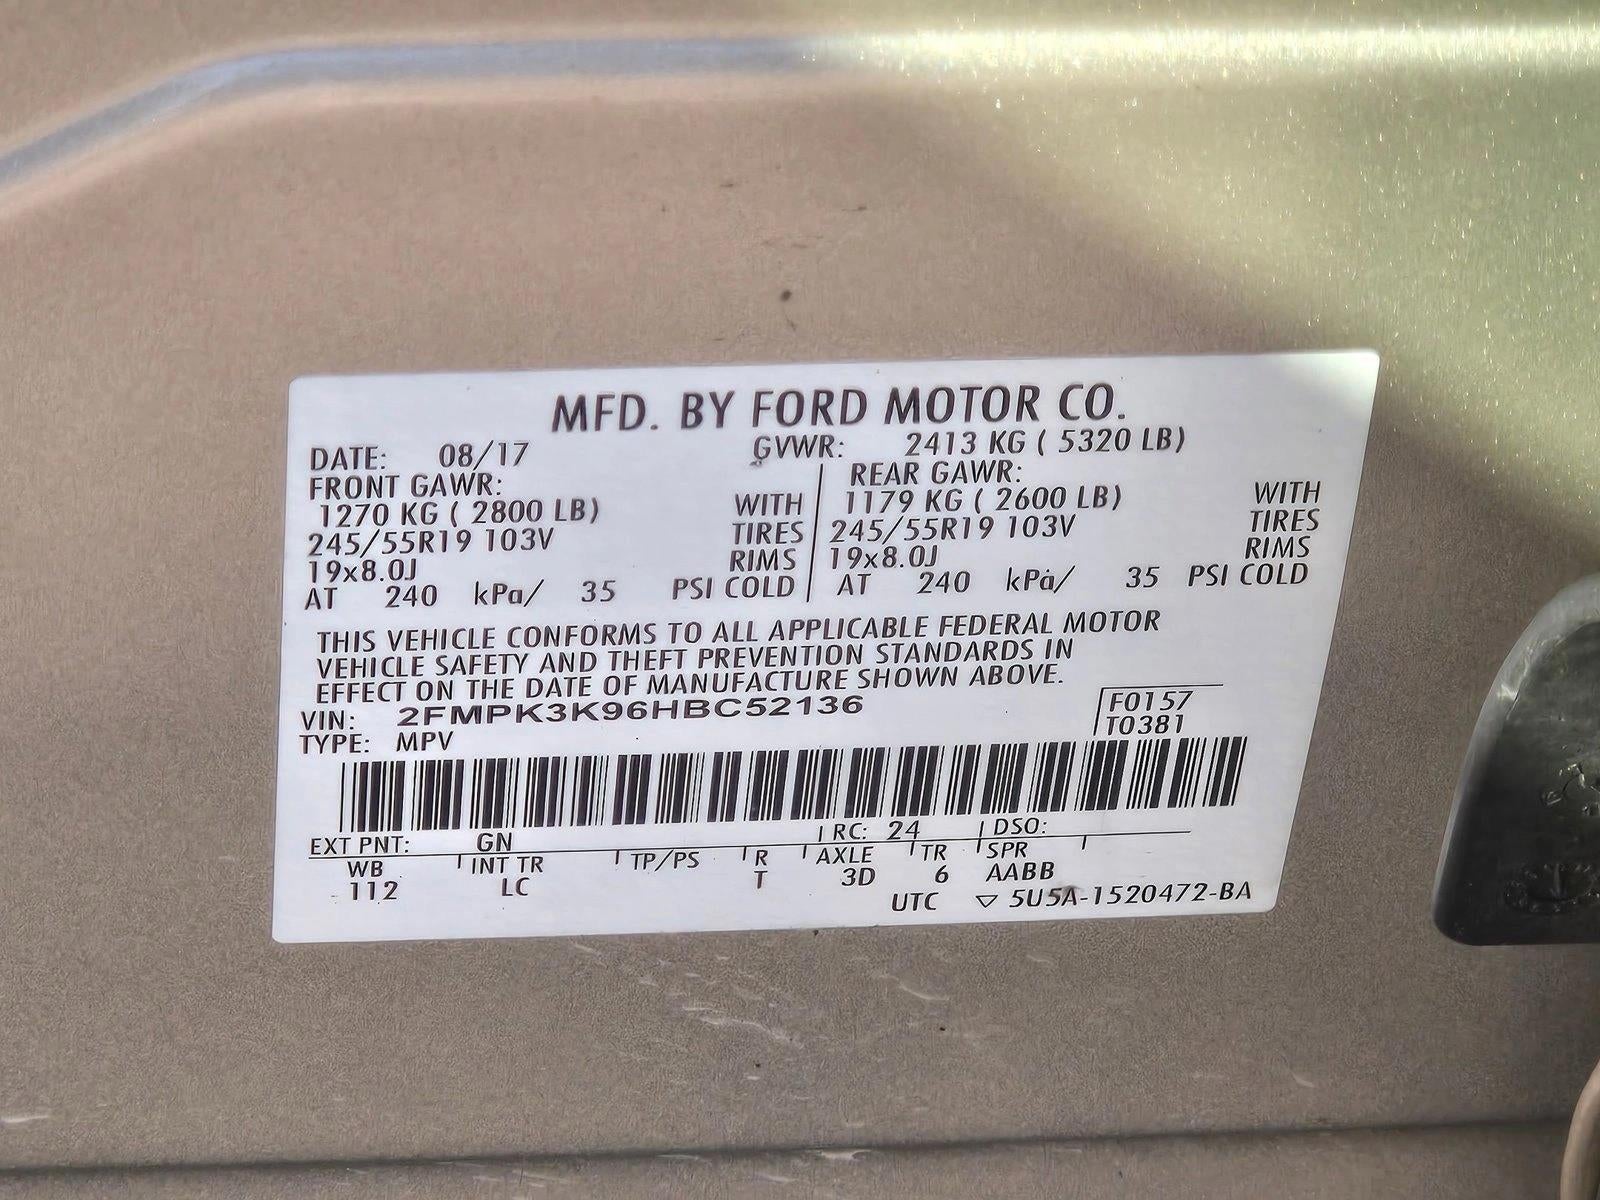 MFD. BY FORD MOTOR CO.
DATE: 08/17 GVWR: 2413 KG ( 5320 LB)
FRONT GAWR: REAR GAWR:
1270 KG ( 2800 LB) WITH 1179 KG ( 2600 LB) WITH
245/55R19 103V TIRES 245/55R19 103V TIRES
19x8.0J RIMS 19x8.0J RIMS
AT 240 kPa/ 35 PSI COLD AT 240 kPa/ 35 PSI COLD
THIS VEHICLE CONFORMS TO ALL APPLICABLE FEDERAL MOTOR
VEHICLE SAFETY AND THEFT PREVENTION STANDARDS IN
EFFECT ON THE DATE OF MANUFACTURE SHOWN ABOVE.
VIN: 2FMPK3K96HBC52136 F0157
TYPE: MPV T0381
EXT PNT: GN RC: 24 DSO:
WB INT TR TP/PS R AXLE TR SPR
112 LC T 3D 6 AABB
UTC ▽ 5U5A-1520472-BA